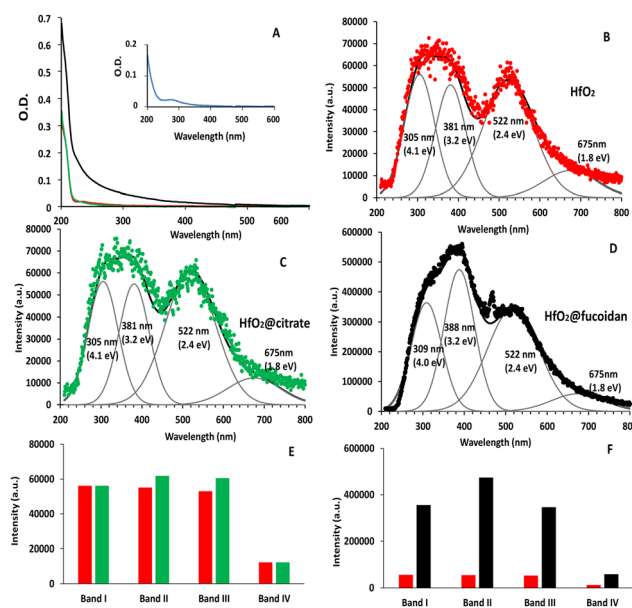 0.7
0.6
0.5
0.4
0.3
0.2
0.1
0
O.D.
A
0.2
0.1
0
O.D.
200 300 400 500 600
Wavelength (nm)
200 300 400 500 600
Wavelength (nm)
80000
70000
60000
50000
40000
30000
20000
10000
0
Intensity (a.u.)
B
HfO₂
305 nm
(4.1 eV)
381 nm
(3.2 eV)
522 nm
(2.4 eV)
675nm
(1.8 eV)
200 300 400 500 600 700 800
Wavelength (nm)
80000
70000
60000
50000
40000
30000
20000
10000
0
Intensity (a.u.)
C
HfO₂@citrate
305 nm
(4.1 eV)
381 nm
(3.2 eV)
522 nm
(2.4 eV)
675nm
(1.8 eV)
200 300 400 500 600 700 800
Wavelength (nm)
600000
500000
400000
300000
200000
100000
0
Intensity (a.u.)
D
HfO₂@fucoidan
309 nm
(4.0 eV)
388 nm
(3.2 eV)
522 nm
(2.4 eV)
675nm
(1.8 eV)
200 300 400 500 600 700 800
Wavelength (nm)
80000
60000
40000
20000
0
Intensity (a.u.)
E
Band I Band II Band III Band IV
600000
400000
200000
0
Intensity (a.u.)
F
Band I Band II Band III Band IV